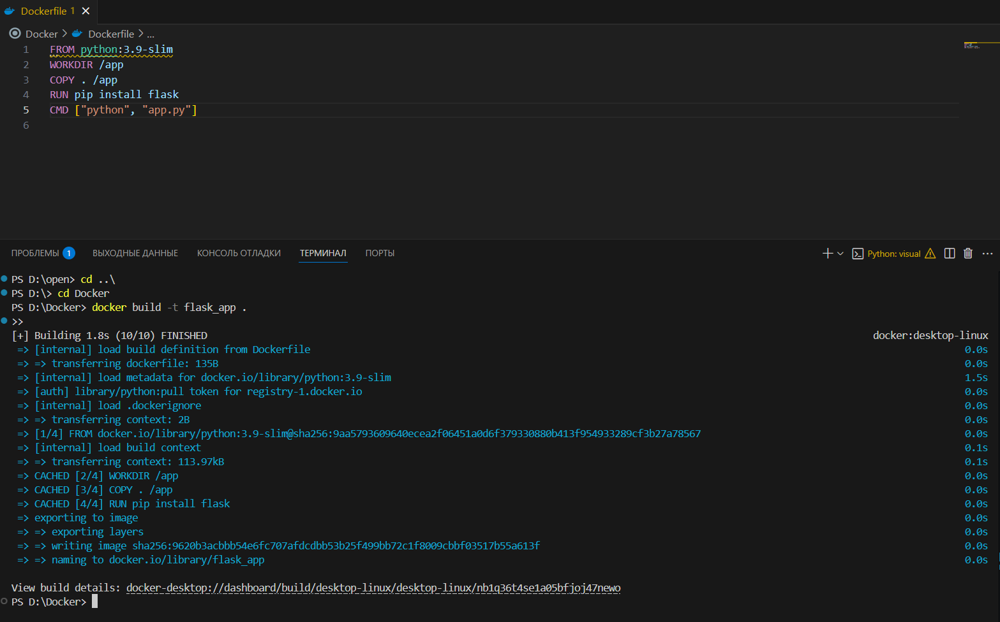 Dockerfile 1
Docker > Dockerfile > ...
1 FROM python:3.9-slim
2 WORKDIR /app
3 COPY . /app
4 RUN pip install flask
5 CMD ["python", "app.py"]
6
ПРОБЛЕМЫ 1 ВЫХОДНЫЕ ДАННЫЕ КОНСОЛЬ ОТЛАДКИ ТЕРМИНАЛ ПОРТЫ Python: visual
PS D:\open> cd ..\
PS D:\> cd Docker
PS D:\Docker> docker build -t flask_app .
>>
[+] Building 1.8s (10/10) FINISHED docker:desktop-linux
=> [internal] load build definition from Dockerfile 0.0s
=> => transferring dockerfile: 135B 0.0s
=> [internal] load metadata for docker.io/library/python:3.9-slim 1.5s
=> [auth] library/python:pull token for registry-1.docker.io 0.0s
=> [internal] load .dockerignore 0.0s
=> => transferring context: 2B 0.0s
=> [1/4] FROM docker.io/library/python:3.9-slim@sha256:9aa5793609640ecea2f06451a0d6f379330880b413f954933289cf3b27a78567 0.0s
=> [internal] load build context 0.1s
=> => transferring context: 113.97kB 0.1s
=> CACHED [2/4] WORKDIR /app 0.0s
=> CACHED [3/4] COPY . /app 0.0s
=> CACHED [4/4] RUN pip install flask 0.0s
=> exporting to image 0.0s
=> => exporting layers 0.0s
=> => writing image sha256:9620b3acbbb54e6fc707afdcdbb53b25f499bb72c1f8009cbbf03517b55a613f 0.0s
=> => naming to docker.io/library/flask_app 0.0s
View build details: docker-desktop://dashboard/build/desktop-linux/desktop-linux/nb1q36t4se1a05bfjoj47newo
PS D:\Docker>